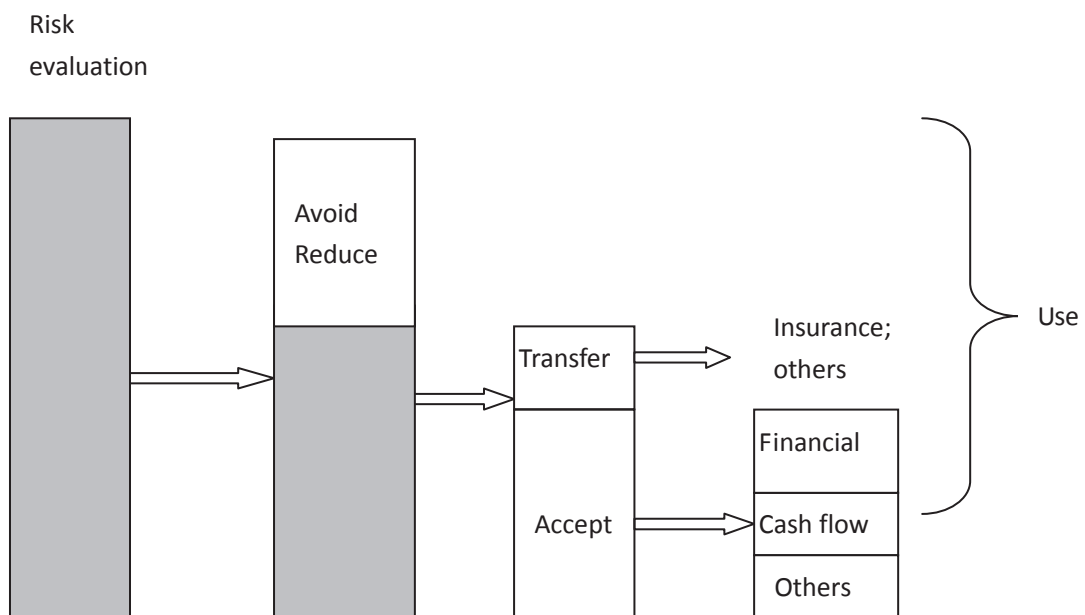 Risk
evaluation
Avoid
Reduce
Transfer
Accept
Insurance;
others
Financial
Cash flow
Others
Use